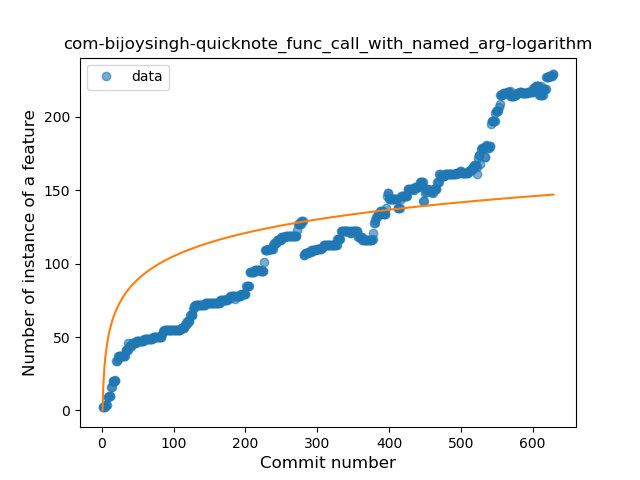 com-bijoysingh-quicknote_func_call_with_named_arg-logarithm
data
Number of instance of a feature
200
150
100
50
0
0 100 200 300 400 500 600
Commit number